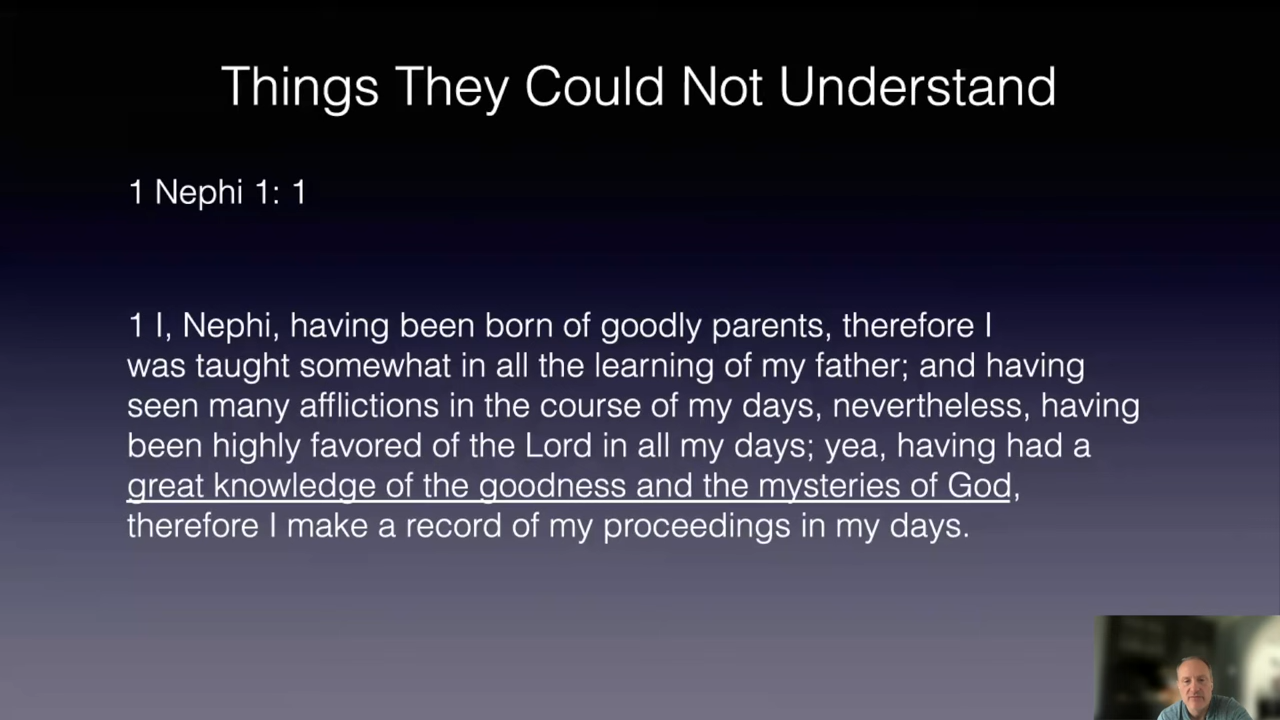 Things They Could Not Understand
1 Nephi 1: 1
1 I, Nephi, having been born of goodly parents, therefore I
was taught somewhat in all the learning of my father; and having
seen many afflictions in the course of my days, nevertheless, having
been highly favored of the Lord in all my days; yea, having had a
great knowledge of the goodness and the mysteries of God,
therefore I make a record of my proceedings in my days.